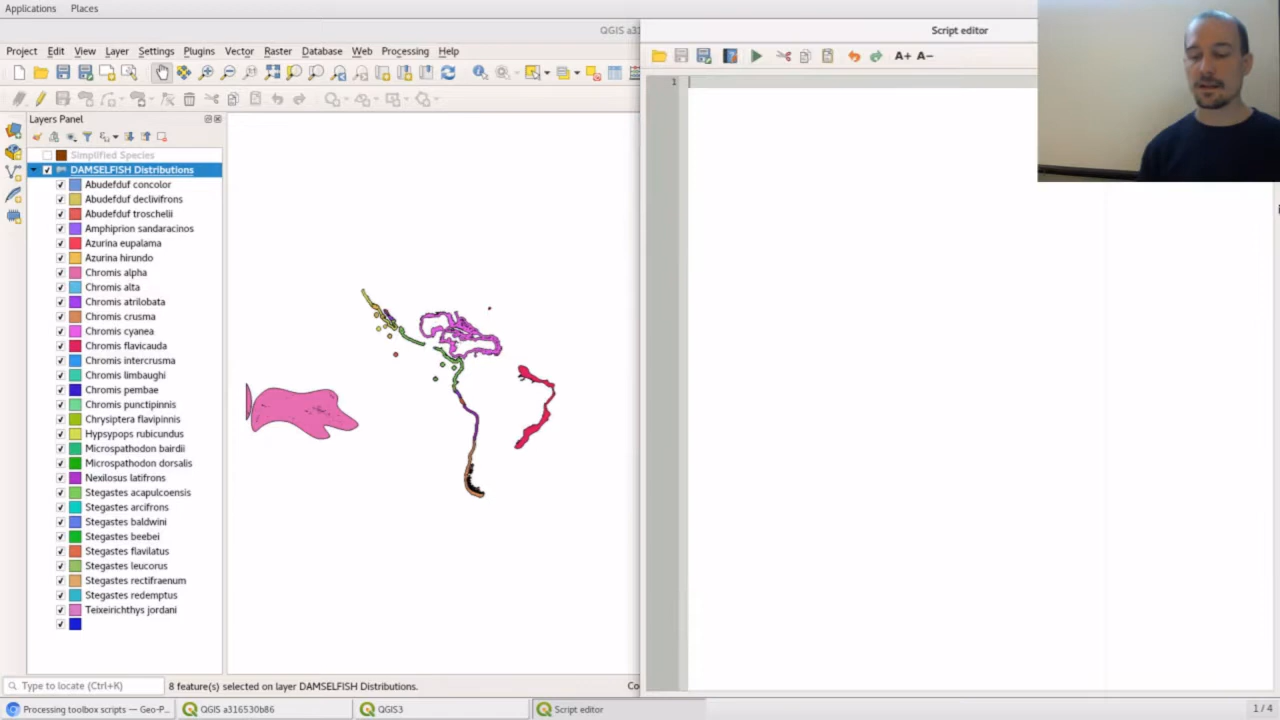 Applications Places
QGIS a31
Script editor
Project Edit View Layer Settings Plugins Vector Raster Database Web Processing Help
A+ A−
Layers Panel
Simplified Species
DAMSELFISH Distributions
Abudefduf concolor
Abudefduf declivifrons
Abudefduf troschelii
Amphiprion sandaracinos
Azurina eupalama
Azurina hirundo
Chromis alpha
Chromis alta
Chromis atrilobata
Chromis crusma
Chromis cyanea
Chromis flavicauda
Chromis intercrusma
Chromis limbaughi
Chromis pembae
Chromis punctipinnis
Chrysiptera flavipinnis
Hypsypops rubicundus
Microspathodon bairdii
Microspathodon dorsalis
Nexilosus latifrons
Stegastes acapulcoensis
Stegastes arcifrons
Stegastes baldwini
Stegastes beebei
Stegastes flavilatus
Stegastes leucorus
Stegastes rectifraenum
Stegastes redemptus
Teixeirichthys jordani
1
Type to locate (Ctrl+K) 8 feature(s) selected on layer DAMSELFISH Distributions. Co
Processing toolbox scripts — Geo-P... QGIS a316530b86 QGIS3 Script editor 1 / 4